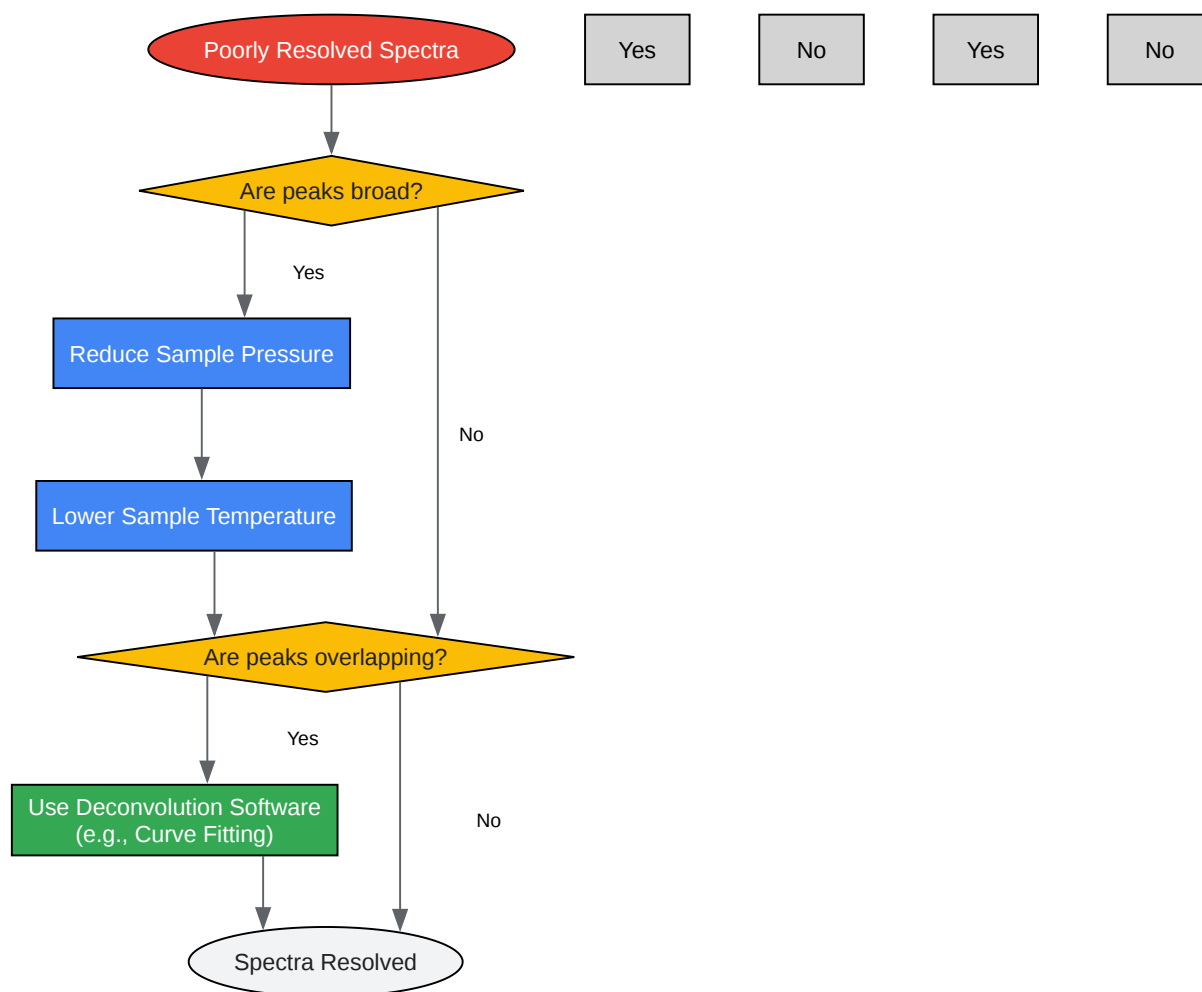 Poorly Resolved Spectra
Yes
No
Yes
No
Are peaks broad?
Yes
Reduce Sample Pressure
No
Lower Sample Temperature
Are peaks overlapping?
Yes
Use Deconvolution Software
(e.g., Curve Fitting)
No
Spectra Resolved